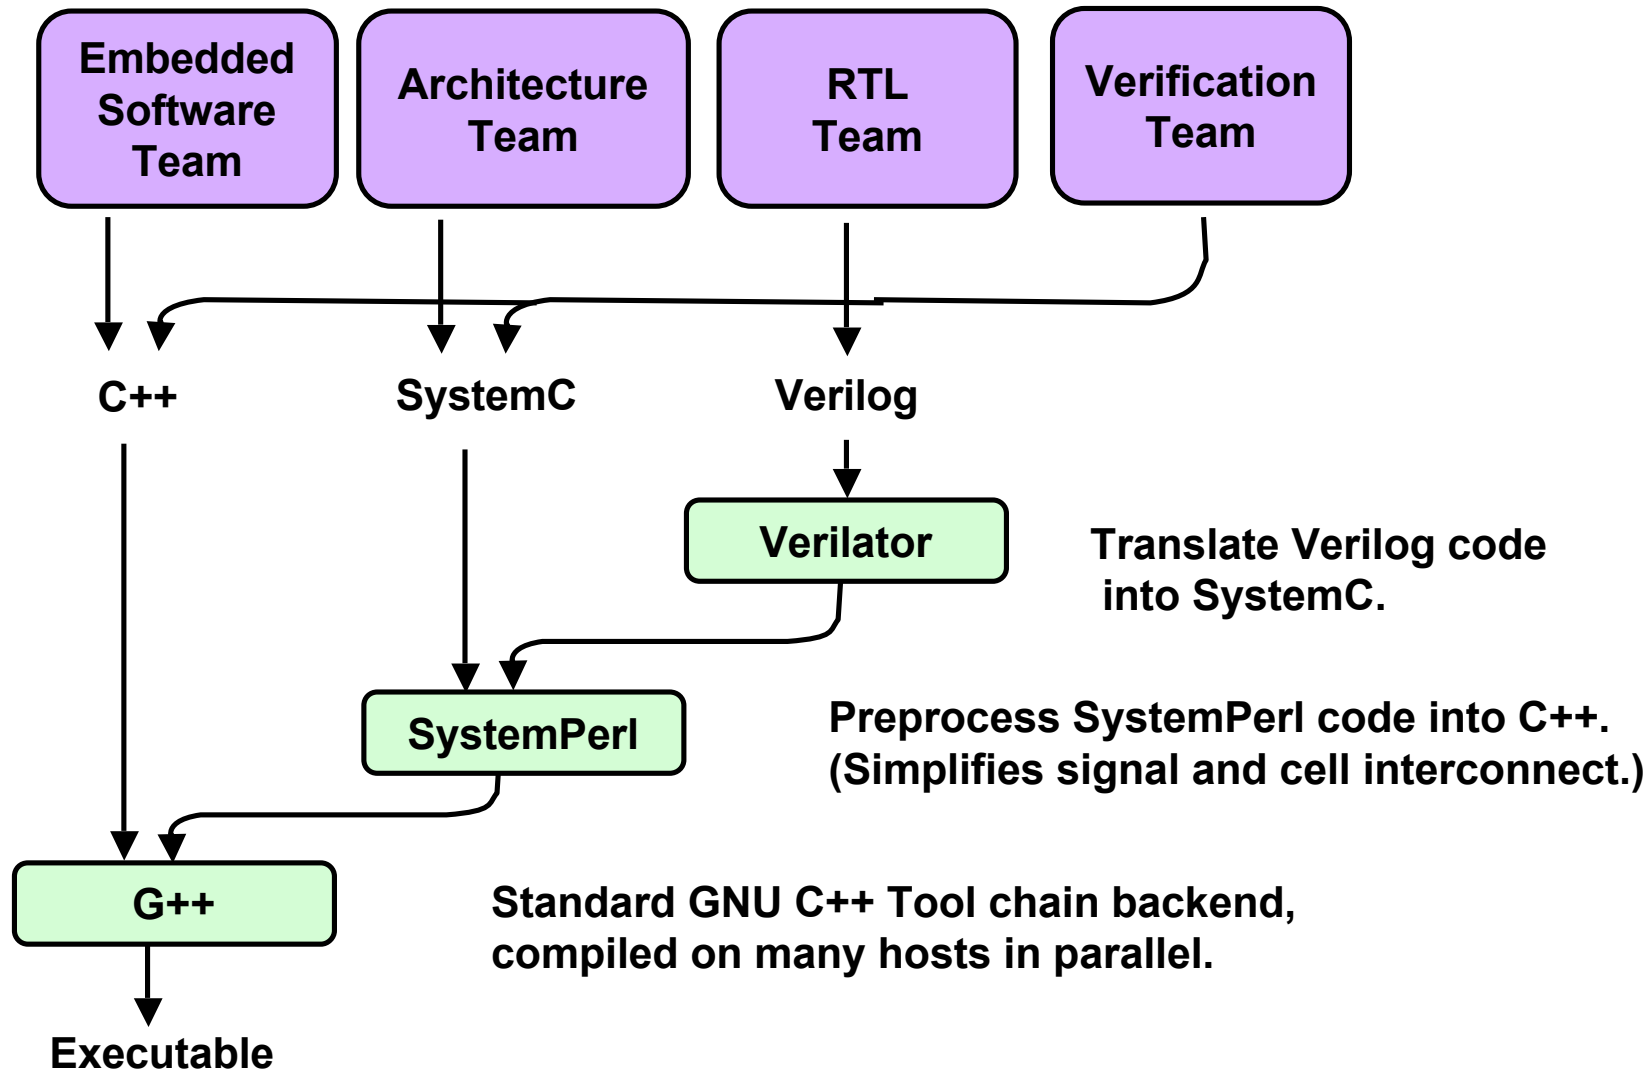 Embedded
Software
Team
Architecture
Team
RTL
Team
Verification
Team
C++
SystemC
Verilog
Verilator
Translate Verilog code
into SystemC.
SystemPerl
Preprocess SystemPerl code into C++.
(Simplifies signal and cell interconnect.)
G++
Standard GNU C++ Tool chain backend,
compiled on many hosts in parallel.
Executable